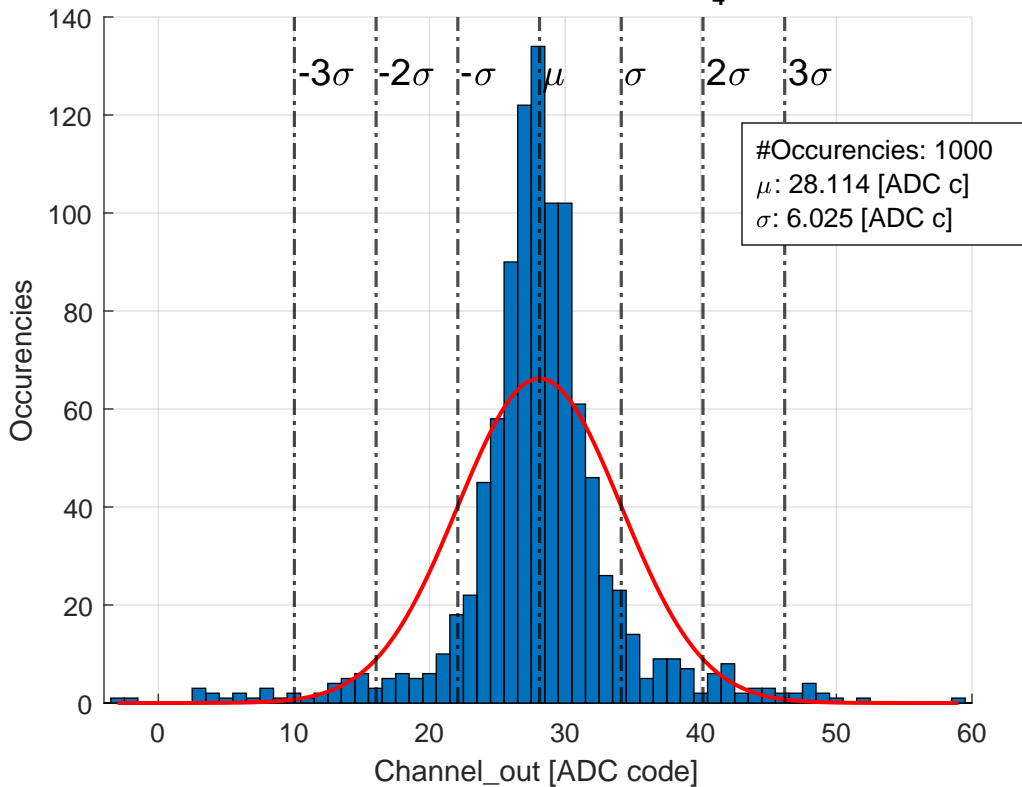 4
140
120
100
80
60
40
20
0
-3σ -2σ -σ μ σ 2σ 3σ
#Occurencies: 1000
μ: 28.114 [ADC c]
σ: 6.025 [ADC c]
Occurencies
0 10 20 30 40 50 60
Channel_out [ADC code]